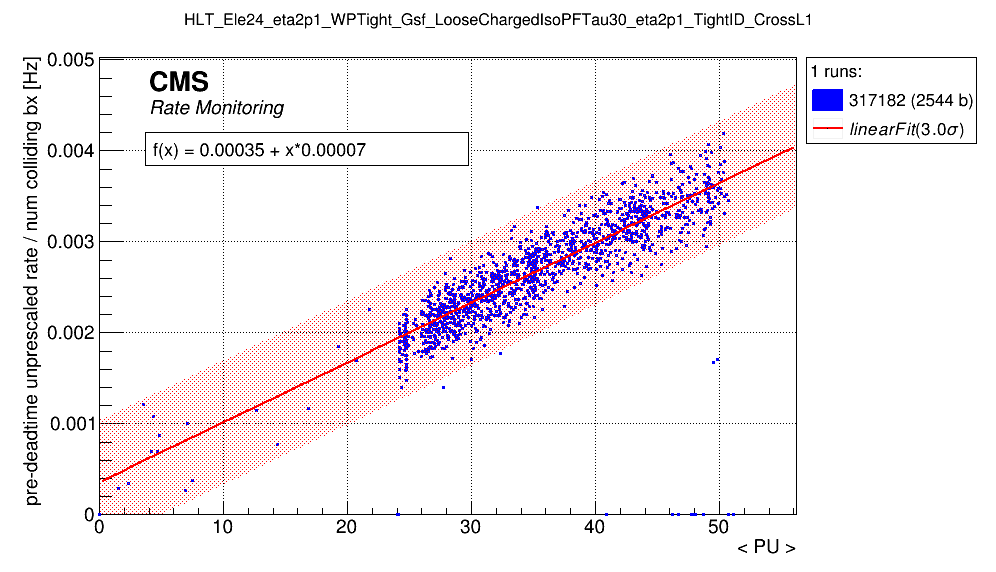 HLT_Ele24_eta2p1_WPTight_Gsf_LooseChargedIsoPFTau30_eta2p1_TightID_CrossL1
pre-deadtime unprescaled rate / num colliding bx [Hz]
0.005
0.004
0.003
0.002
0.001
0
CMS
Rate Monitoring
f(x) = 0.00035 + x*0.00007
1 runs:
317182 (2544 b)
linearFit(3.0σ)
0 10 20 30 40 50
< PU >